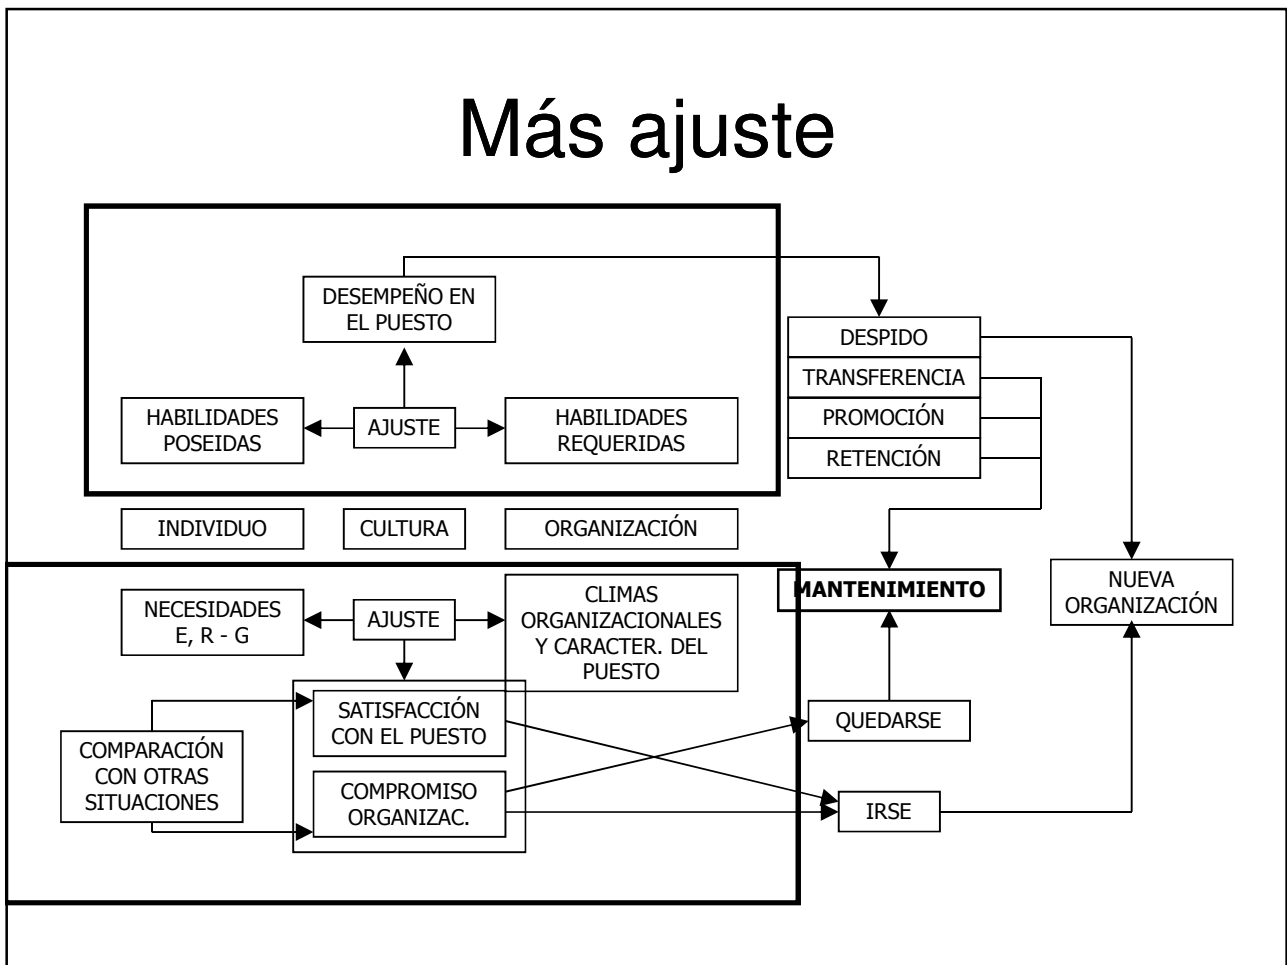 Más ajuste
DESEMPEÑO EN
EL PUESTO
DESPIDO
TRANSFERENCIA
PROMOCIÓN
RETENCIÓN
HABILIDADES
POSEIDAS
AJUSTE
HABILIDADES
REQUERIDAS
INDIVIDUO
CULTURA
ORGANIZACIÓN
NECESIDADES
E, R - G
AJUSTE
CLIMAS
ORGANIZACIONALES
Y CARACTER. DEL
PUESTO
MANTENIMIENTO
NUEVA
ORGANIZACIÓN
SATISFACCIÓN
CON EL PUESTO
QUEDARSE
COMPARACIÓN
CON OTRAS
SITUACIONES
COMPROMISO
ORGANIZAC.
IRSE